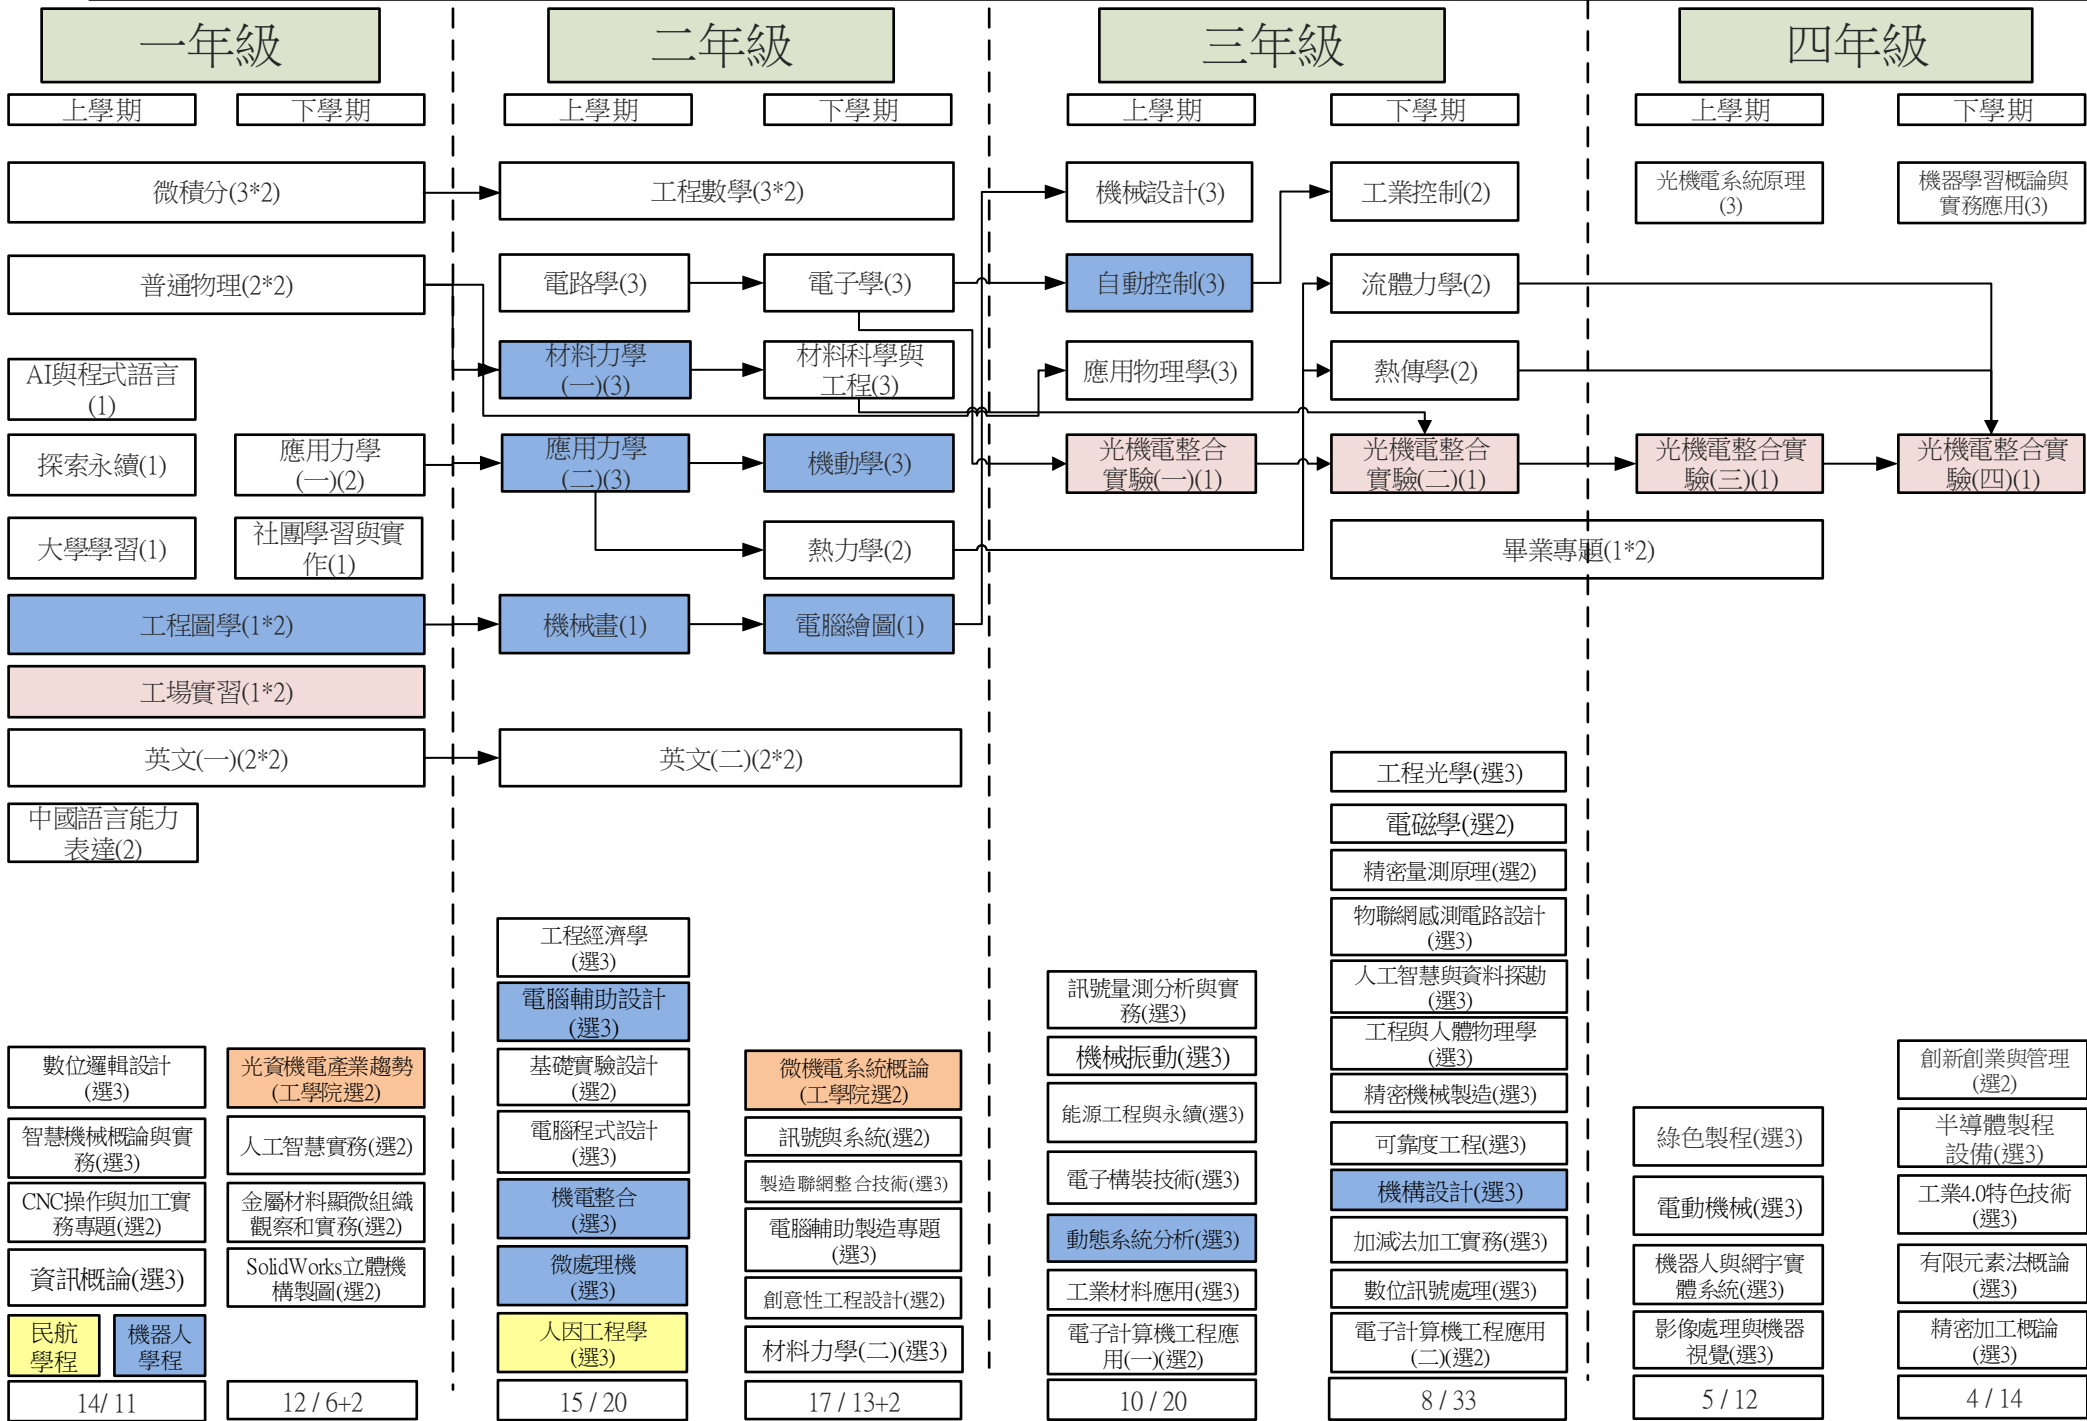 一年級
二年級
三年級
四年級
上學期
下學期
上學期
下學期
上學期
下學期
上學期
下學期
微積分(3*2)
工程數學(3*2)
機械設計(3)
工業控制(2)
光機電系統原理
(3)
機器學習概論與
實務應用(3)
普通物理(2*2)
電路學(3)
電子學(3)
自動控制(3)
流體力學(2)
AI與程式語言
(1)
材料力學
(一)(3)
材料科學與
工程(3)
應用物理學(3)
熱傳學(2)
探索永續(1)
應用力學
(一)(2)
應用力學
(二)(3)
機動學(3)
光機電整合
實驗(一)(1)
光機電整合
實驗(二)(1)
光機電整合實
驗(三)(1)
光機電整合實
驗(四)(1)
大學學習(1)
社團學習與實
作(1)
熱力學(2)
畢業專題(1*2)
工程圖學(1*2)
機械畫(1)
電腦繪圖(1)
工場實習(1*2)
英文(一)(2*2)
英文(二)(2*2)
中國語言能力
表達(2)
工程光學(選3)
電磁學(選2)
精密量測原理(選2)
物聯網感測電路設計
(選3)
人工智慧與資料探勘
(選3)
工程與人體物理學
(選3)
精密機械製造(選3)
可靠度工程(選3)
機構設計(選3)
加減法加工實務(選3)
數位訊號處理(選3)
電子計算機工程應用
(二)(選2)
數位邏輯設計
(選3)
智慧機械概論與實
務(選3)
CNC操作與加工實
務專題(選2)
資訊概論(選3)
民航
學程
機器人
學程
光資機電產業趨勢
(工學院選2)
人工智慧實務(選2)
金屬材料顯微組織
觀察和實務(選2)
SolidWorks立體機
構製圖(選2)
工程經濟學
(選3)
電腦輔助設計
(選3)
基礎實驗設計
(選2)
電腦程式設計
(選3)
機電整合
(選3)
微處理機
(選3)
人因工程學
(選3)
微機電系統概論
(工學院選2)
訊號與系統(選2)
製造聯網整合技術(選3)
電腦輔助製造專題
(選3)
創意性工程設計(選2)
材料力學(二)(選3)
訊號量測分析與實
務(選3)
機械振動(選3)
能源工程與永續(選3)
電子構裝技術(選3)
動態系統分析(選3)
工業材料應用(選3)
電子計算機工程應
用(一)(選2)
綠色製程(選3)
電動機械(選3)
機器人與網宇實
體系統(選3)
影像處理與機器
視覺(選3)
創新創業與管理
(選2)
半導體製程
設備(選3)
工業4.0特色技術
(選3)
有限元素法概論
(選3)
精密加工概論
(選3)
14/ 11
12 / 6+2
15 / 20
17 / 13+2
10 / 20
8 / 33
5 / 12
4 / 14